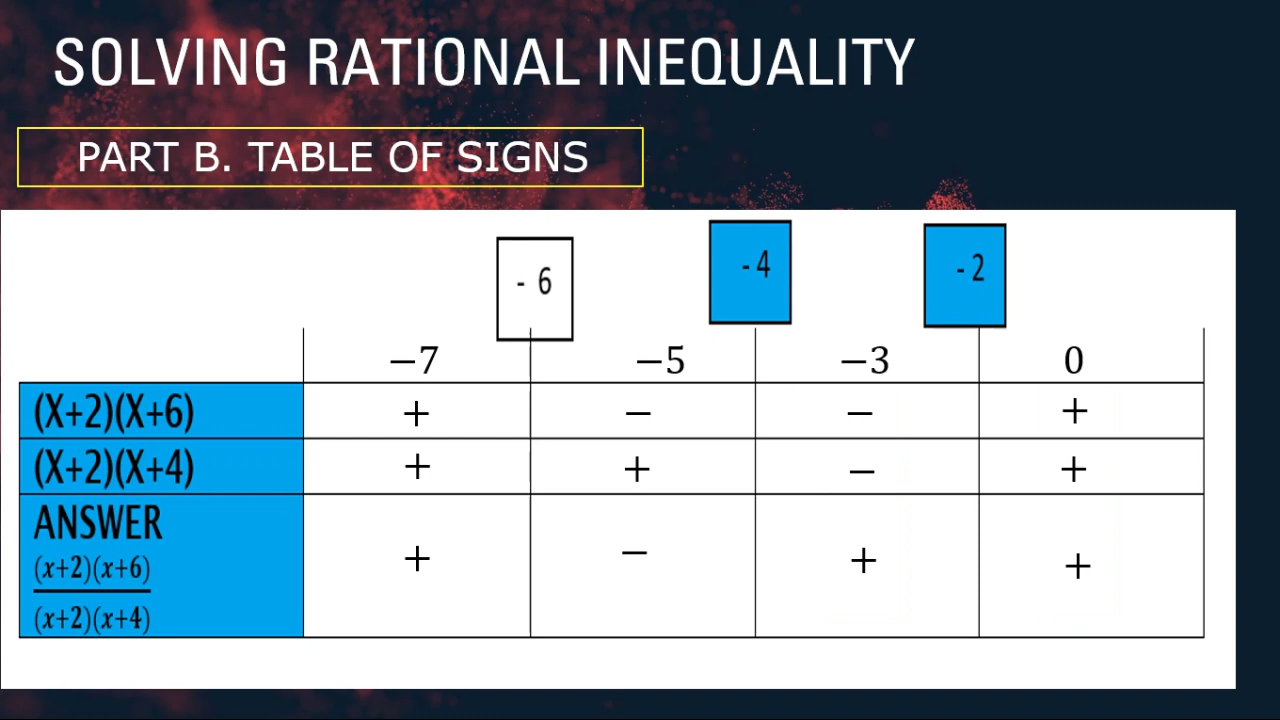 SOLVING RATIONAL INEQUALITY
PART B. TABLE OF SIGNS
- 6 - 4 - 2
−7 −5 −3 0
(X+2)(X+6) + − − +
(X+2)(X+4) + + − +
ANSWER
(x+2)(x+6)
(x+2)(x+4)
+ − + +